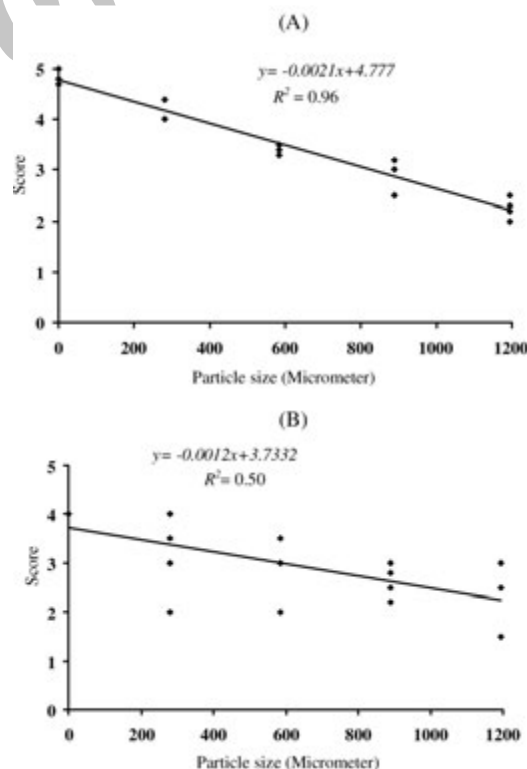 (A)
y= -0.0021x+4.777
R² = 0.96
5
4
3
2
1
0
Score
0 200 400 600 800 1000 1200
Particle size (Micrometer)
(B)
y= -0.0012x+3.7332
R²= 0.50
5
4
3
2
1
0
Score
0 200 400 600 800 1000 1200
Particle size (Micrometer)